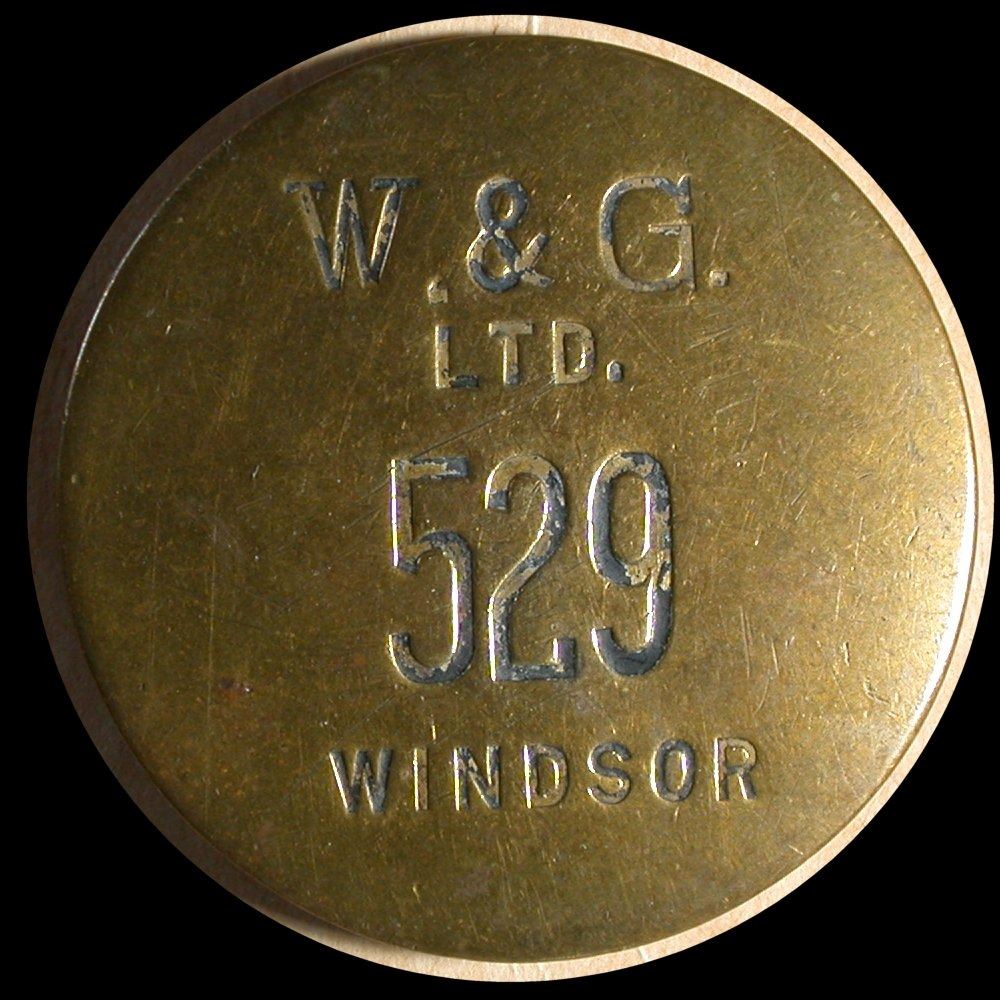 W. & G.
LTD.
529
WINDSOR